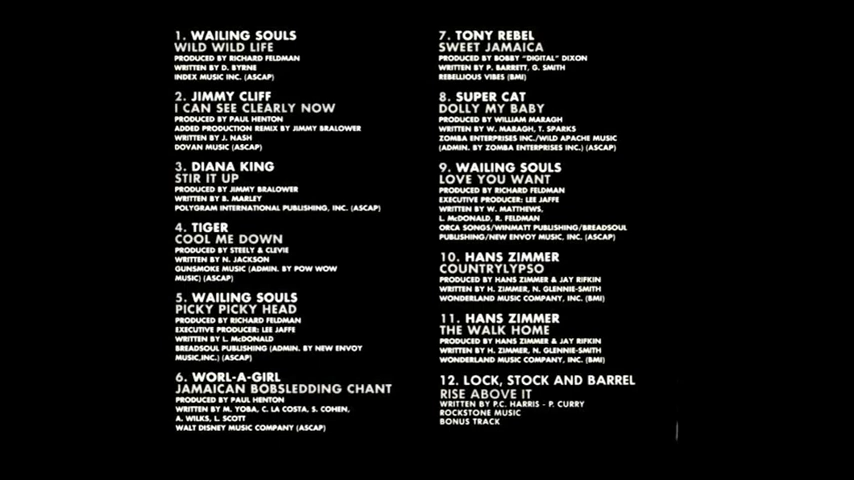 1. WAILING SOULS
WILD WILD LIFE
PRODUCED BY RICHARD FELDMAN
WRITTEN BY D. BYRNE
INDEX MUSIC INC. (ASCAP)
2. JIMMY CLIFF
I CAN SEE CLEARLY NOW
PRODUCED BY PAUL HENTON
ADDED PRODUCTION REMIX BY JIMMY BRALOWER
WRITTEN BY J. NASH
DOVAN MUSIC (ASCAP)
3. DIANA KING
STIR IT UP
PRODUCED BY JIMMY BRALOWER
WRITTEN BY B. MARLEY
POLYGRAM INTERNATIONAL PUBLISHING, INC. (ASCAP)
4. TIGER
COOL ME DOWN
PRODUCED BY STEELY & CLEVIE
WRITTEN BY N. JACKSON
GUNSMOKE MUSIC (ADMIN. BY POW WOW
MUSIC) (ASCAP)
5. WAILING SOULS
PICKY PICKY HEAD
PRODUCED BY RICHARD FELDMAN
EXECUTIVE PRODUCER: LEE JAFFE
WRITTEN BY L. McDONALD
BREADSOUL PUBLISHING (ADMIN. BY NEW ENVOY
MUSIC,INC.) (ASCAP)
6. WORL-A-GIRL
JAMAICAN BOBSLEDDING CHANT
PRODUCED BY PAUL HENTON
WRITTEN BY M. YOBA, C. LA COSTA, S. COHEN,
A. WILKS, L. SCOTT
WALT DISNEY MUSIC COMPANY (ASCAP)
7. TONY REBEL
SWEET JAMAICA
PRODUCED BY BOBBY "DIGITAL" DIXON
WRITTEN BY P. BARRETT, G. SMITH
REBELLIOUS VIBES (BMI)
8. SUPER CAT
DOLLY MY BABY
PRODUCED BY WILLIAM MARAGH
WRITTEN BY W. MARAGH, T. SPARKS
ZOMBA ENTERPRISES INC./WILD APACHE MUSIC
(ADMIN. BY ZOMBA ENTERPRISES INC.) (ASCAP)
9. WAILING SOULS
LOVE YOU WANT
PRODUCED BY RICHARD FELDMAN
EXECUTIVE PRODUCER: LEE JAFFE
WRITTEN BY W. MATTHEWS,
L. McDONALD, R. FELDMAN
ORCA SONGS/WINMATT PUBLISHING/BREADSOUL
PUBLISHING/NEW ENVOY MUSIC, INC. (ASCAP)
10. HANS ZIMMER
COUNTRYLYPSO
PRODUCED BY HANS ZIMMER & JAY RIFKIN
WRITTEN BY H. ZIMMER, N. GLENNIE-SMITH
WONDERLAND MUSIC COMPANY, INC. (BMI)
11. HANS ZIMMER
THE WALK HOME
PRODUCED BY HANS ZIMMER & JAY RIFKIN
WRITTEN BY H. ZIMMER, N. GLENNIE-SMITH
WONDERLAND MUSIC COMPANY, INC. (BMI)
12. LOCK, STOCK AND BARREL
RISE ABOVE IT
WRITTEN BY P.C. HARRIS - P. CURRY
ROCKSTONE MUSIC
BONUS TRACK